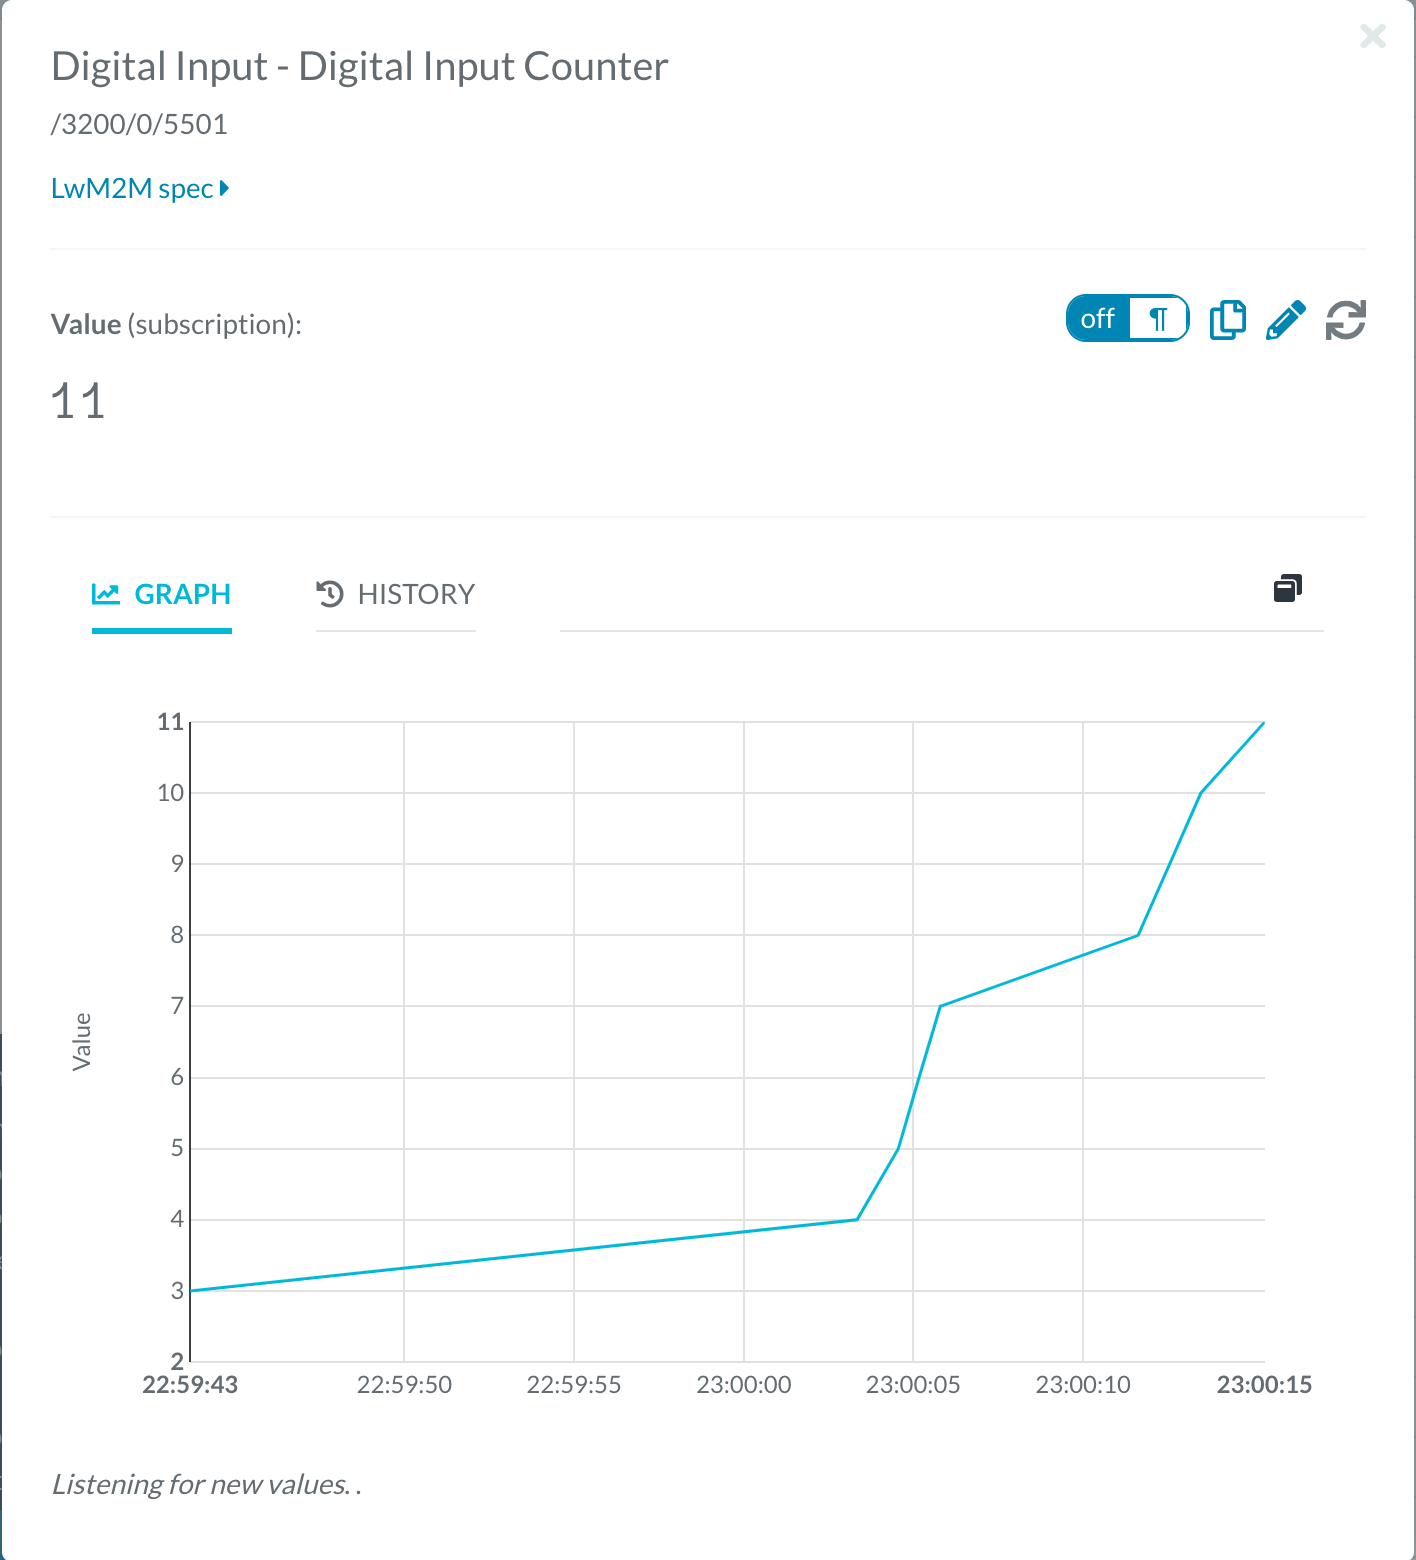 Digital Input - Digital Input Counter
/3200/0/5501
LwM2M spec
Value (subscription):
off ¶
11
GRAPH
HISTORY
11
10
9
8
7
6
5
4
3
2
Value
22:59:43 22:59:50 22:59:55 23:00:00 23:00:05 23:00:10 23:00:15
Listening for new values. .